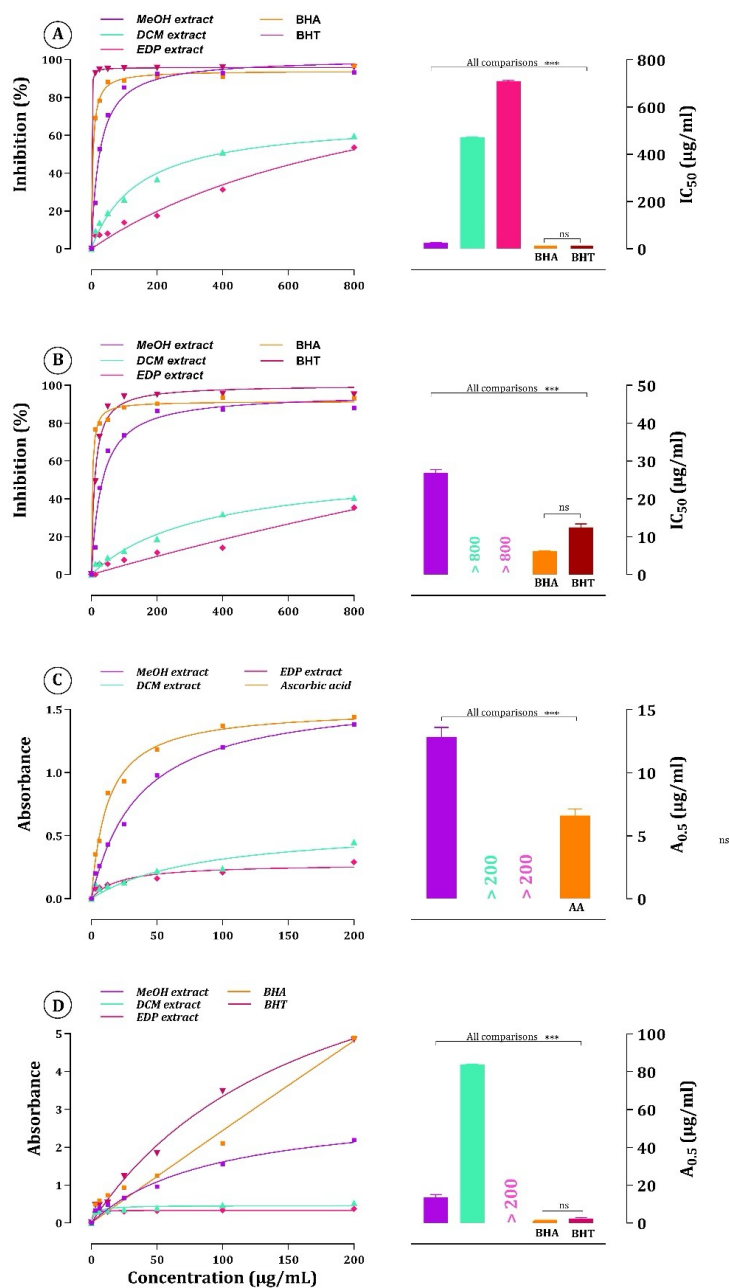 A
MeOH extract BHA
DCM extract BHT
EDP extract
Inhibition (%)
100
80
60
40
20
0
0 200 400 600 800
All comparisons ***
ns
BHA BHT
IC50 (µg/ml)
800
600
400
200
0
B
MeOH extract BHA
DCM extract BHT
EDP extract
Inhibition (%)
100
80
60
40
20
0
0 200 400 600 800
All comparisons ***
ns
> 800
> 800
BHA BHT
IC50 (µg/ml)
50
40
30
20
10
0
C
MeOH extract EDP extract
DCM extract Ascorbic acid
Absorbance
1.5
1.0
0.5
0.0
0 50 100 150 200
All comparisons ***
> 200
> 200
AA
A0.5 (µg/ml)
15
10
5
0
ns
D
MeOH extract BHA
DCM extract BHT
EDP extract
Absorbance
5
4
3
2
1
0
0 50 100 150 200
Concentration (µg/mL)
All comparisons ***
> 200
ns
BHA BHT
A0.5 (µg/ml)
100
80
60
40
20
0